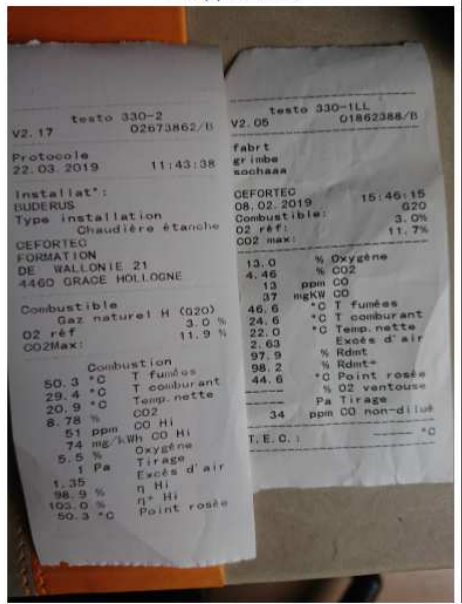 testo 330-2
V2.17 02673862/B
Protocole
22.03.2019 11:43:38
Installat°:
BUDERUS
Type installation
Chaudière étanche
CEFORTEC
FORMATION
DE WALLONIE 21
4460 GRACE HOLLOGNE
Combustible
Gaz naturel H (G20)
O2 réf 3.0 %
CO2Max: 11.9 %
Combustion
50.3 °C T fumées
29.4 °C T comburant
20.9 °C Temp.nette
8.78 % CO2
51 ppm CO Hi
74 mg/kWh CO Hi
5.5 % Oxygène
1 Pa Tirage
1.35 Excès d'air
98.9 % η Hi
103.0 % η+ Hi
50.3 °C Point rosée
testo 330-1LL
V2.05 01862388/B
fabrt
grimbe
sochaaa
CEFORTEC
08.02.2019 15:46:15
Combustible: G20
O2 réf: 3.0%
CO2 max: 11.7%
13.0 % Oxygène
4.46 % CO2
13 ppm CO
37 mgKW CO
46.6 °C T fumées
24.6 °C T comburant
22.0 °C Temp.nette
2.63 Excès d'air
97.9 % Rdmt
98.2 % Rdmt+
44.6 °C Point rosée
----- % O2 ventouse
----- Pa Tirage
34 ppm CO non-dilué
T.E.C.: ----- °C